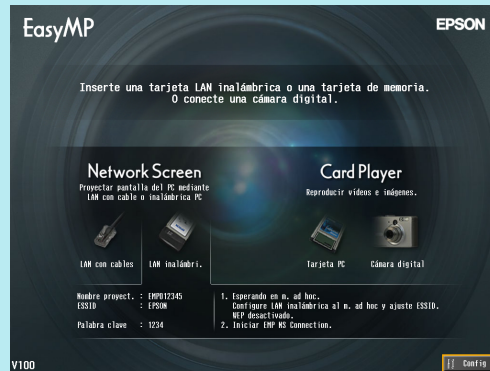 EasyMP
EPSON
Inserte una tarjeta LAN inalámbrica o una tarjeta de memoria.
O conecte una cámara digital.
Network Screen
Proyectar pantalla del PC mediante
LAN con cable o inalámbrica PC
LAN con cables
LAN inalámbri.
Card Player
Reproducir vídeos e imágenes.
Tarjeta PC
Cámara digital
Nombre proyect. : EMP012345
ESSID : EPSON
Palabra clave : 1234
1. Esperando en m. ad hoc.
Configure LAN inalámbrica al m. ad hoc y ajuste ESSID.
WEP desactivado.
2. Iniciar EMP NS Connection.
V100
Config